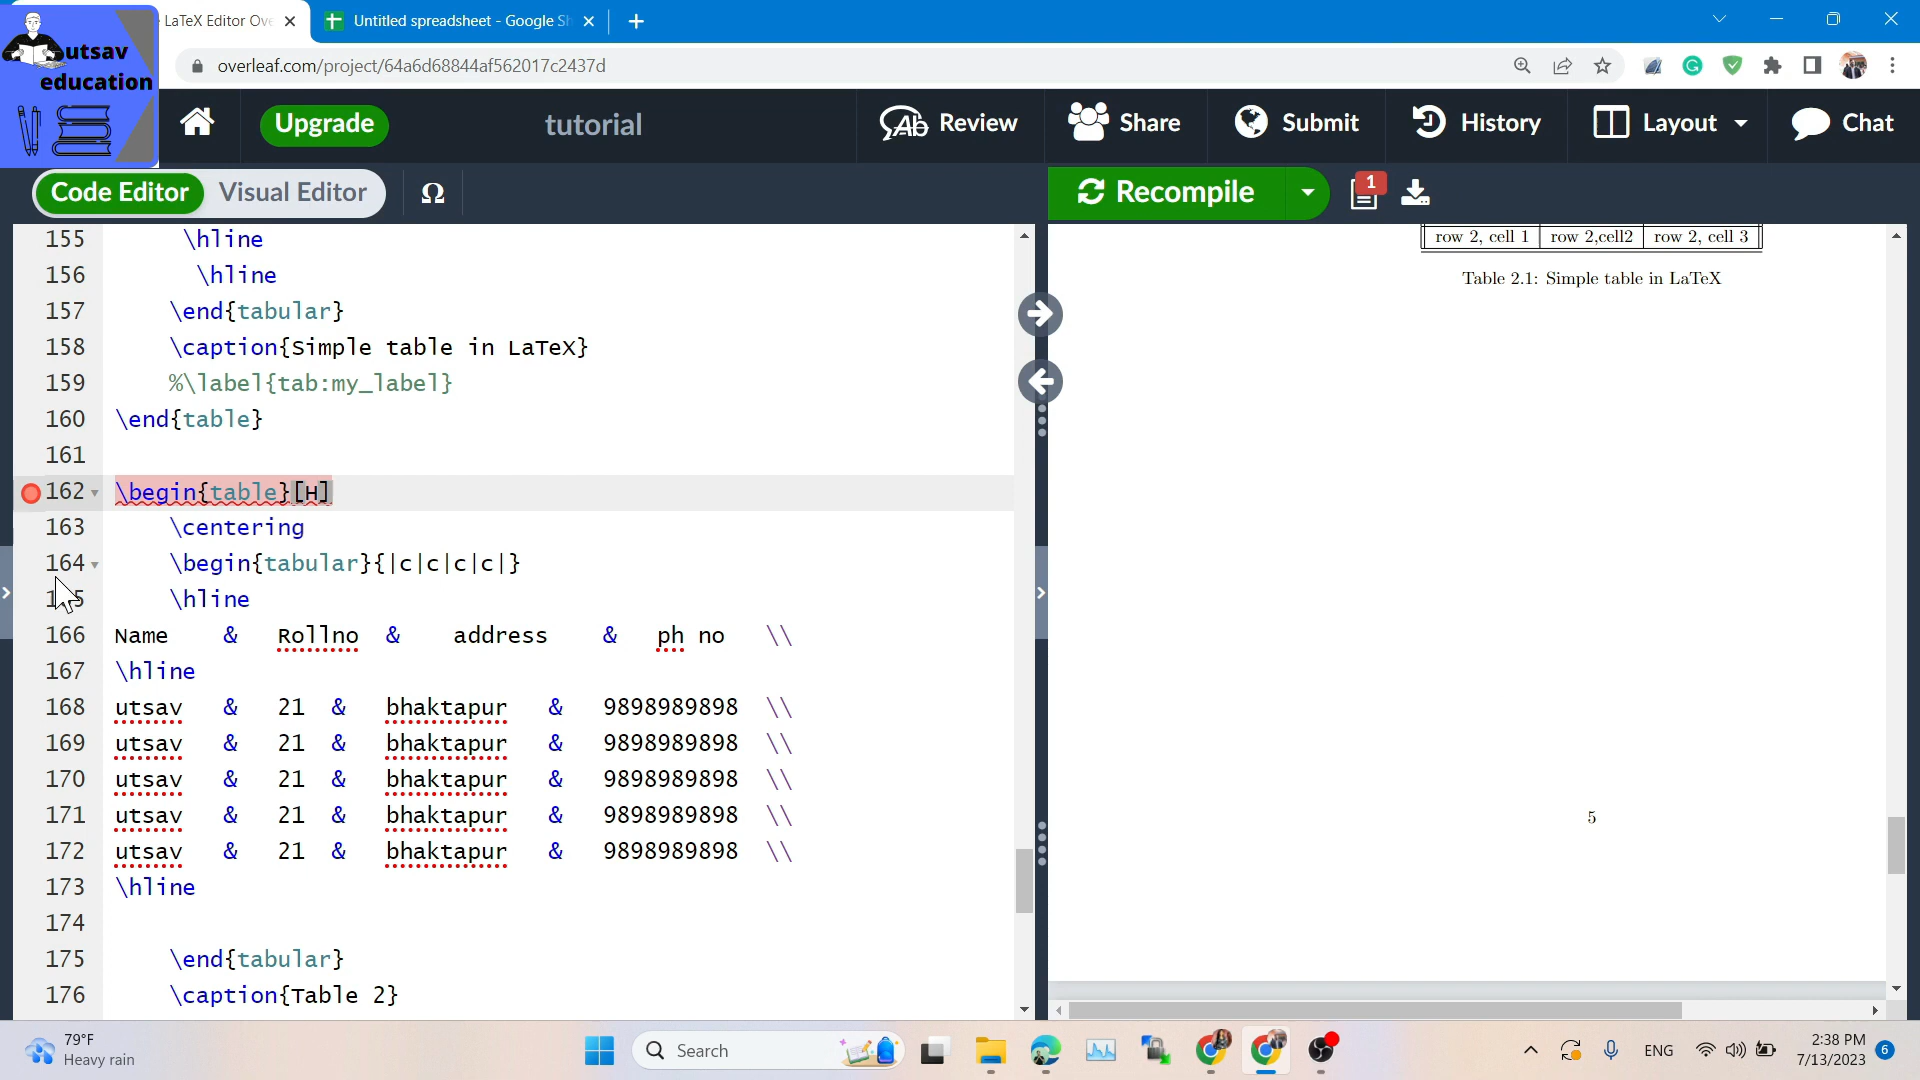 LaTeX Editor Ove
Untitled spreadsheet - Google Sh
utsav
education
overleaf.com/project/64a6d68844af562017c2437d
Upgrade
tutorial
Review
Share
Submit
History
Layout
Chat
Code Editor
Visual Editor
Ω
Recompile
1
155 \hline
156 \hline
157 \end{tabular}
158 \caption{Simple table in LaTeX}
159 %\label{tab:my_label}
160 \end{table}
161
162 \begin{table}[H]
163 \centering
164 \begin{tabular}{|c|c|c|c|}
\hline
166 Name & Rollno & address & ph no \\
167 \hline
168 utsav & 21 & bhaktapur & 9898989898 \\
169 utsav & 21 & bhaktapur & 9898989898 \\
170 utsav & 21 & bhaktapur & 9898989898 \\
171 utsav & 21 & bhaktapur & 9898989898 \\
172 utsav & 21 & bhaktapur & 9898989898 \\
173 \hline
174
175 \end{tabular}
176 \caption{Table 2}
row 2, cell 1 row 2,cell2 row 2, cell 3
Table 2.1: Simple table in LaTeX
5
79°F
Heavy rain
Search
ENG
2:38 PM
7/13/2023
6